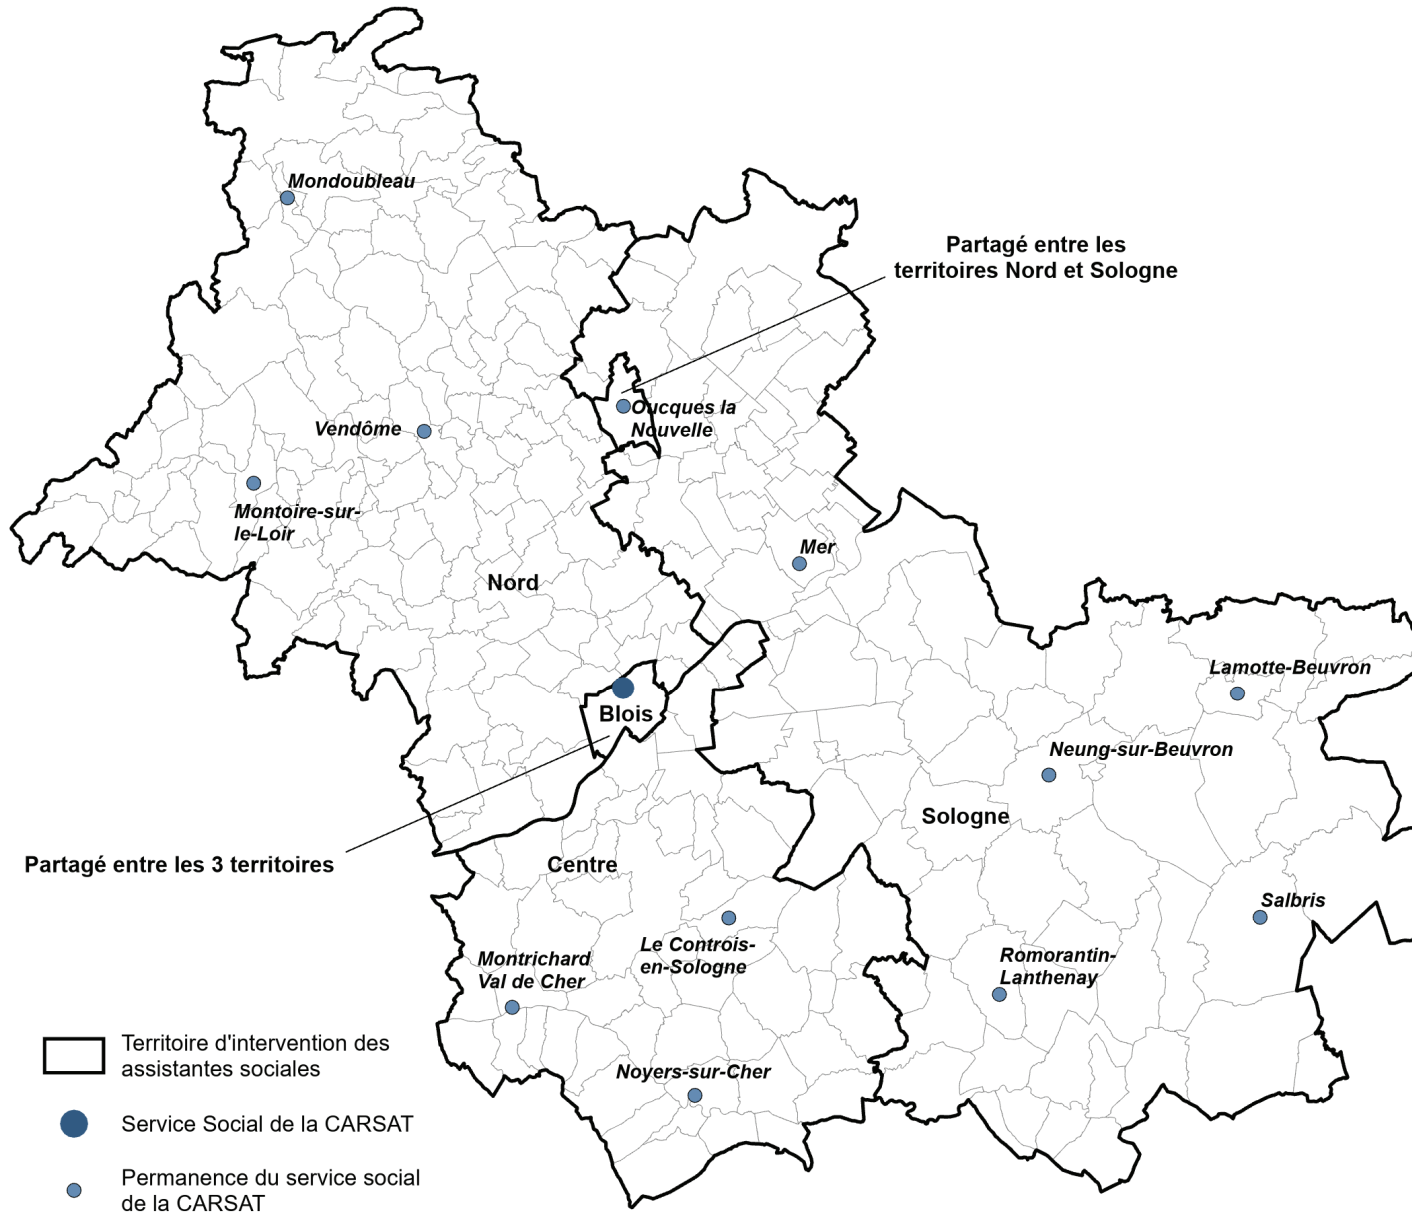 Mondoubleau
Partagé entre les
territoires Nord et Sologne
Oucques la
Nouvelle
Vendôme
Montoire-sur-
le-Loir
Mer
Nord
Lamotte-Beuvron
Blois
Neung-sur-Beuvron
Sologne
Partagé entre les 3 territoires
Centre
Salbris
Le Controis-
en-Sologne
Montrichard
Val de Cher
Romorantin-
Lanthenay
Noyers-sur-Cher
Territoire d'intervention des
assistantes sociales
Service Social de la CARSAT
Permanence du service social
de la CARSAT